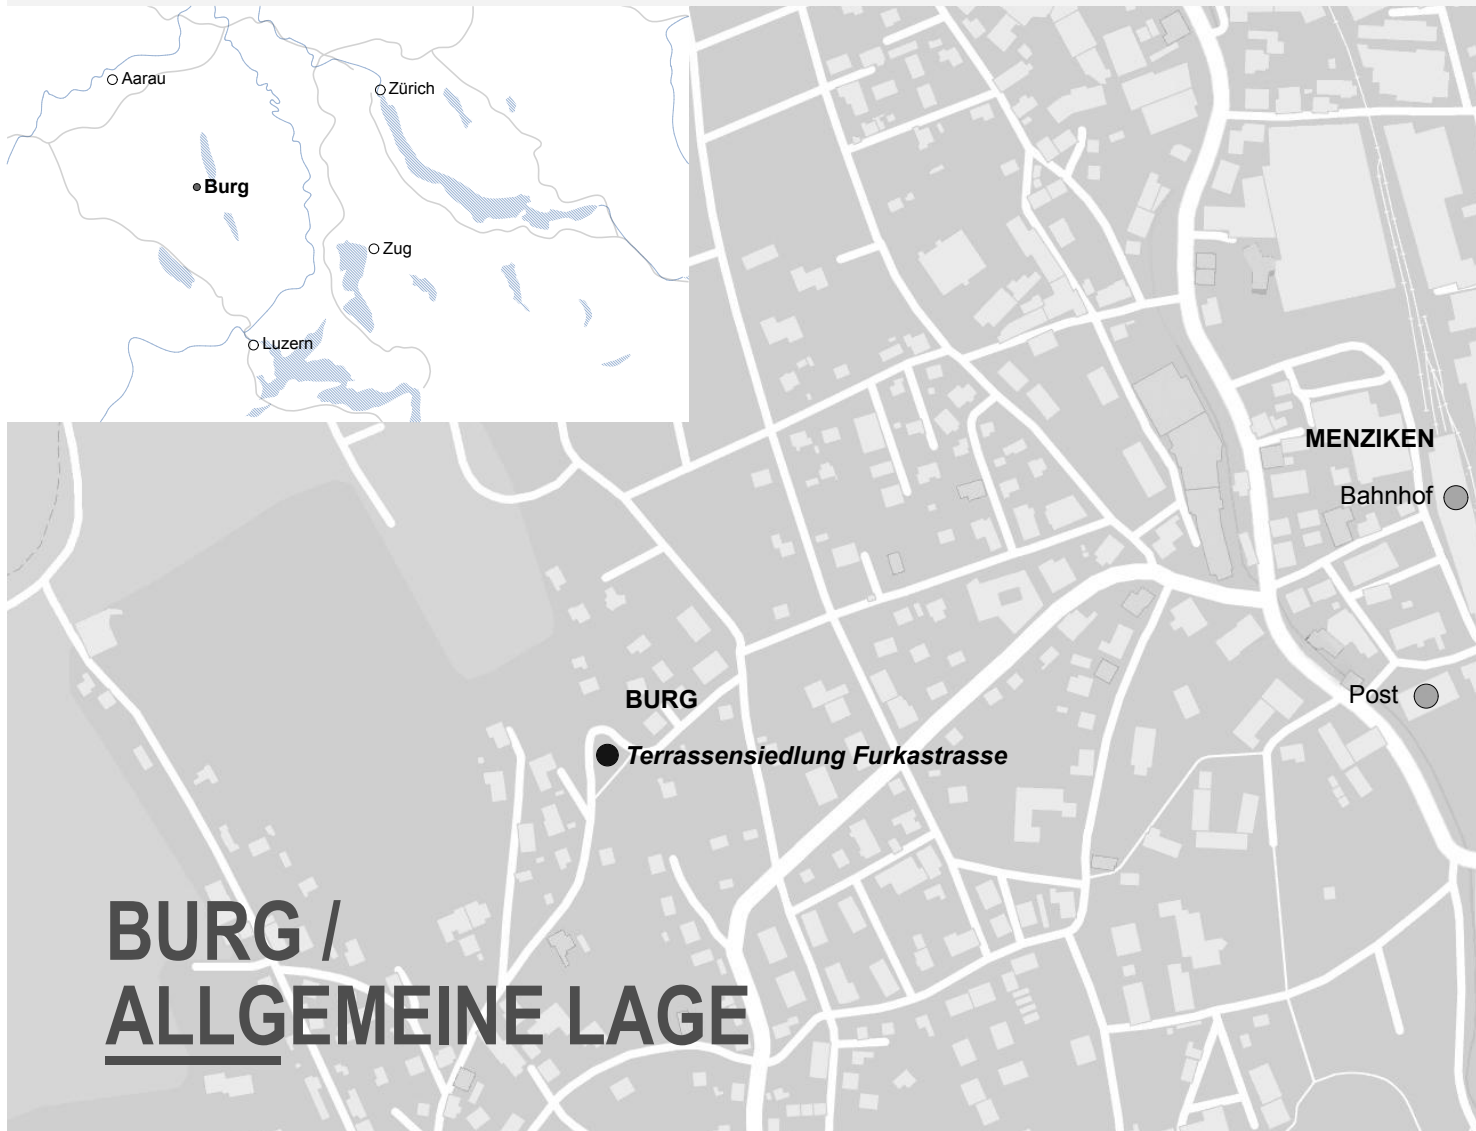 Aarau
Zürich
Burg
Zug
Luzern
MENZIKEN
Bahnhof
BURG
Post
Terrassensiedlung Furkastrasse
BURG /
ALLGEMEINE LAGE